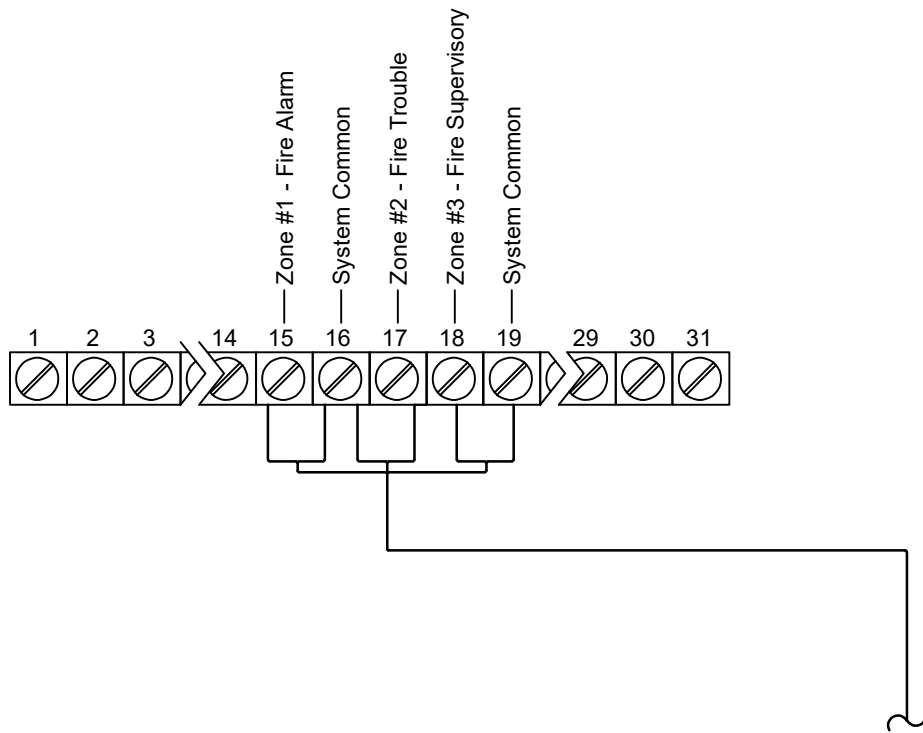 Zone #1 - Fire Alarm
System Common
Zone #2 - Fire Trouble
Zone #3 - Fire Supervisory
System Common
1 2 3 14 15 16 17 18 19 29 30 31